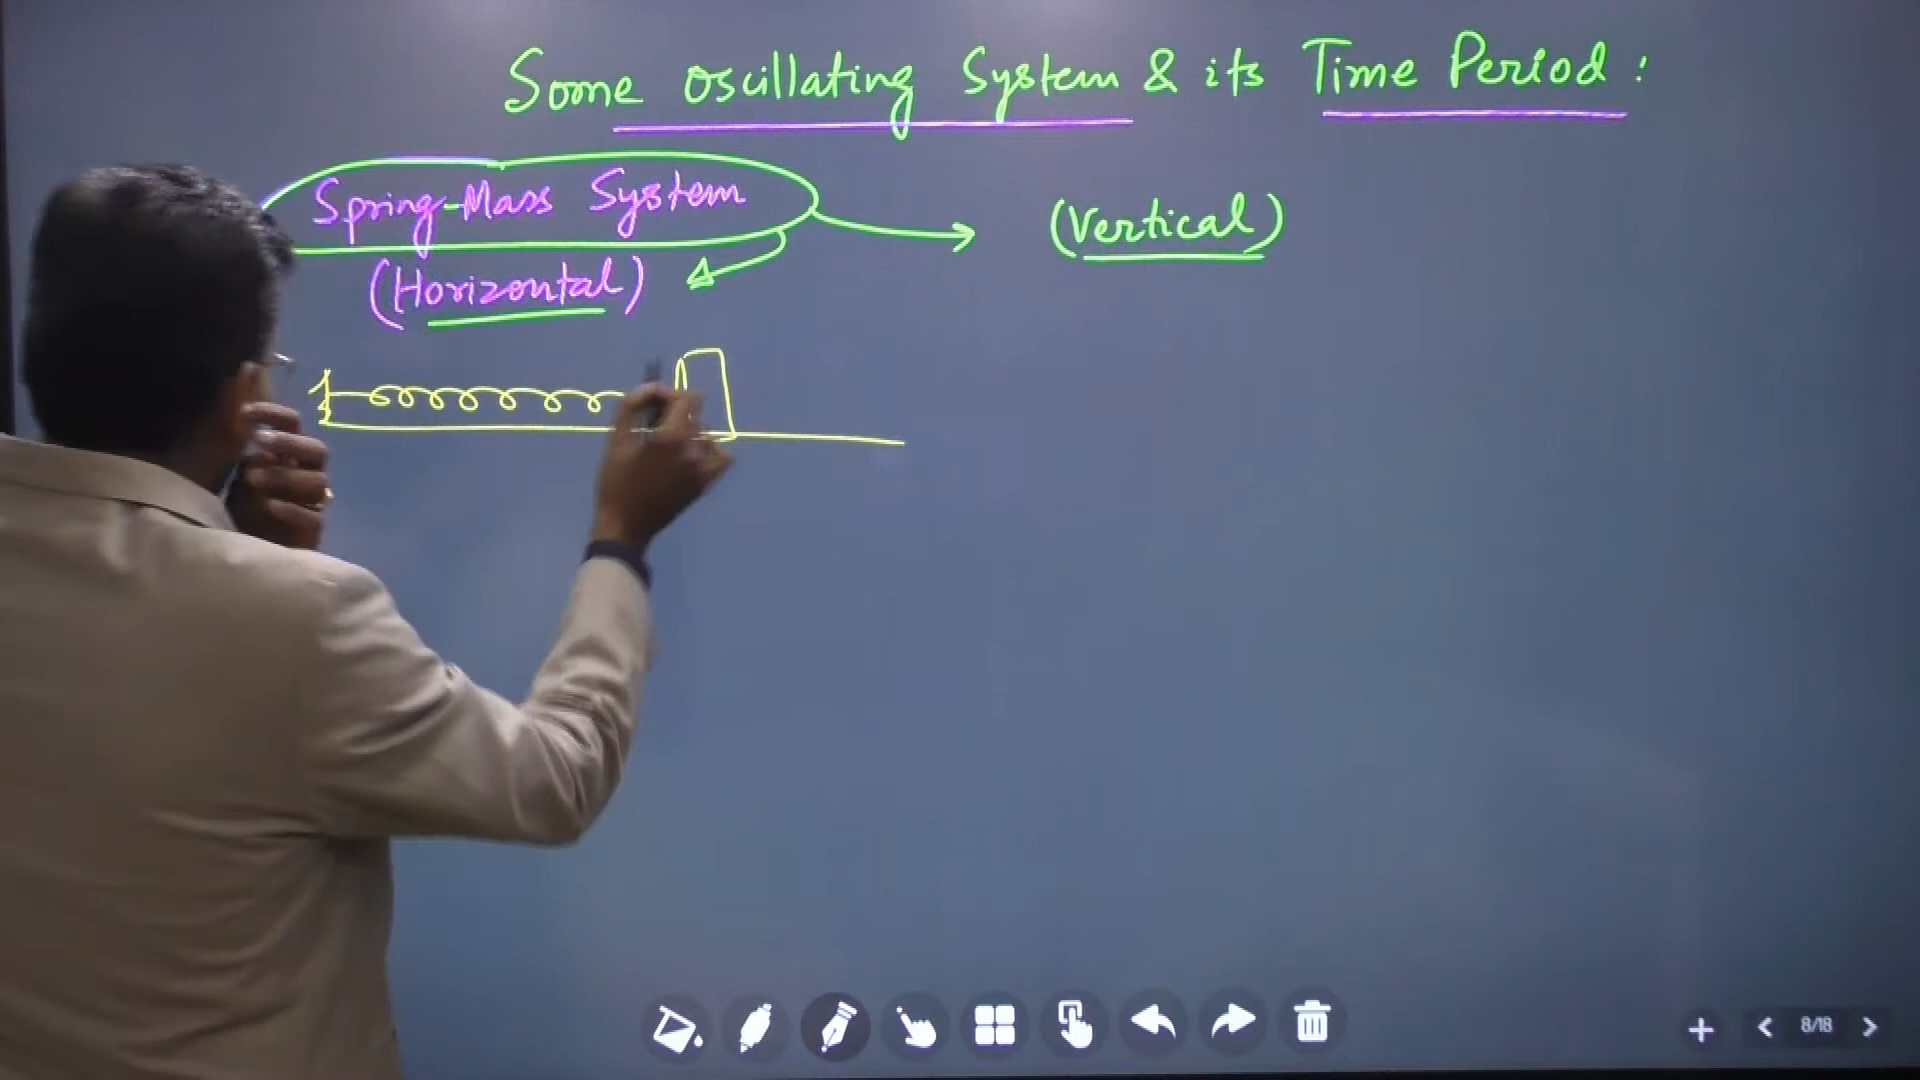 Some oscillating System & its Time Period :
Spring-Mass System
(Vertical)
(Horizontal)
8/18